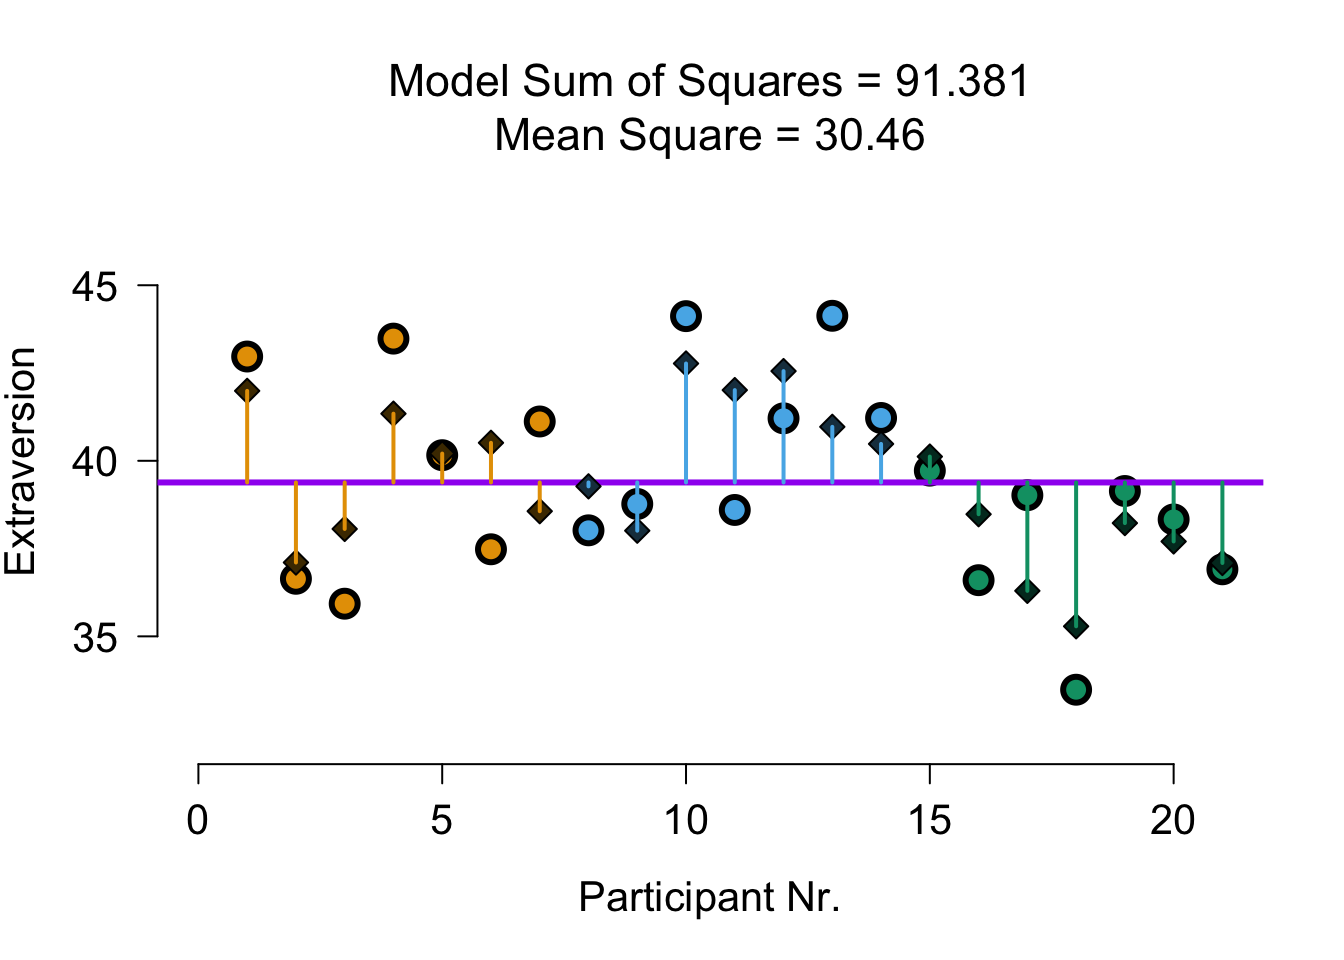 Model Sum of Squares = 91.381
Mean Square = 30.46
Extraversion
45
40
35
0 5 10 15 20
Participant Nr.